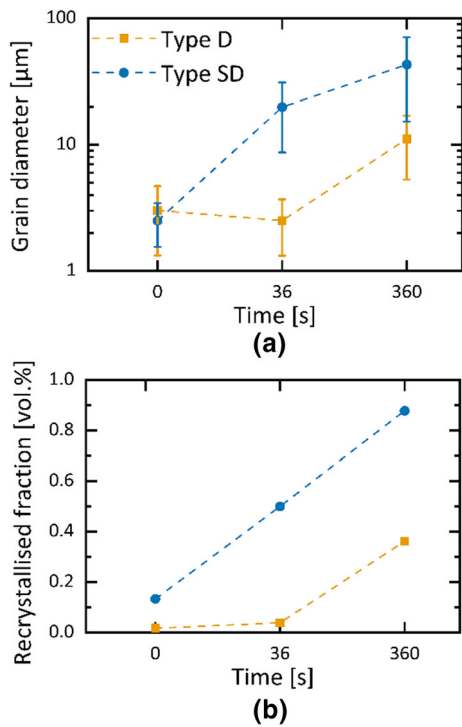 100
Type D
Type SD
10
1
Grain diameter [µm]
0 36 360
Time [s]
(a)
1.0
0.8
0.6
0.4
0.2
0.0
Recrystallised fraction [vol.%]
0 36 360
Time [s]
(b)